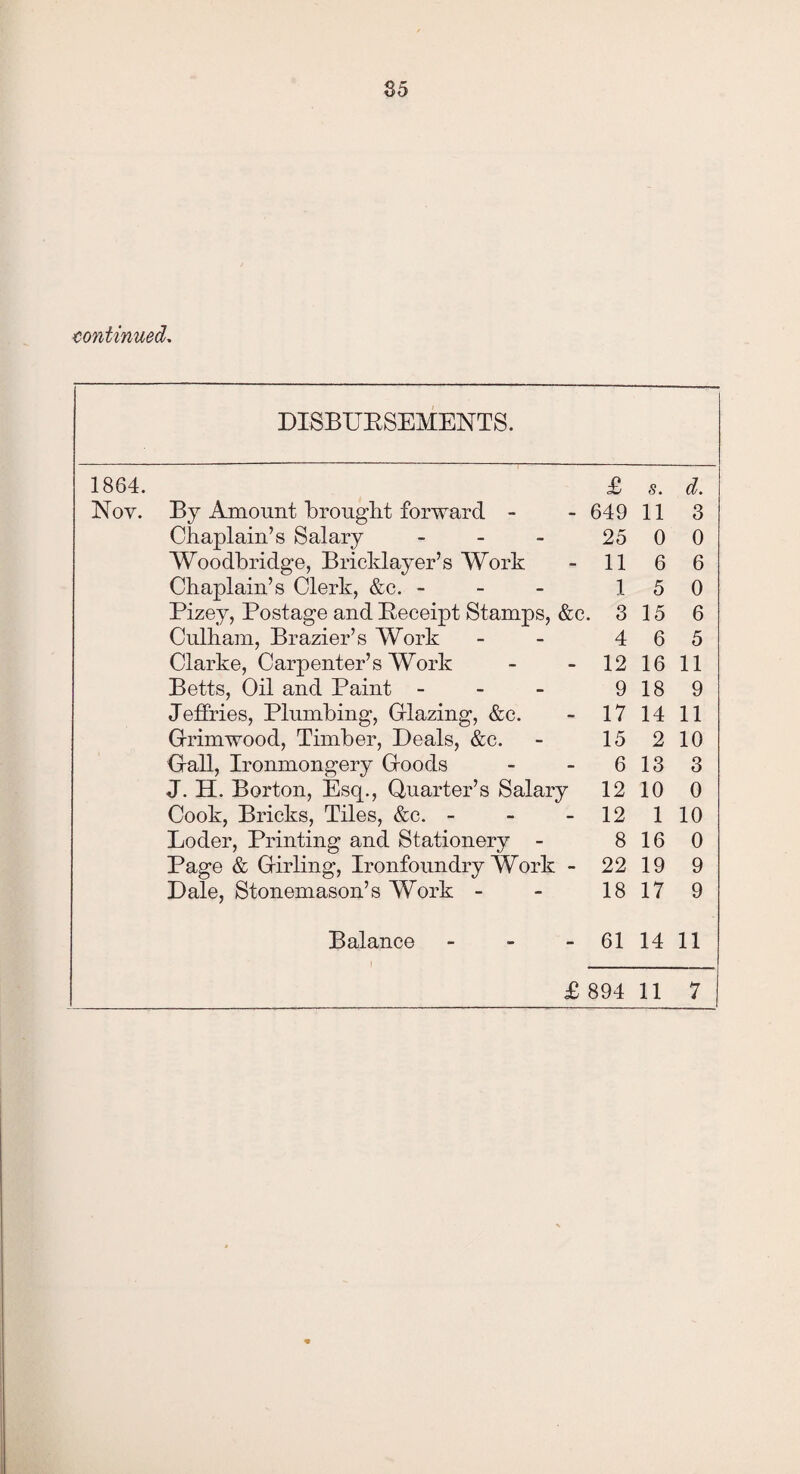 35
continued.
DISBURSEMENTS.
1864. £ s. d.
Nov. By Amount brought forward - - 649 11 3
Chaplain's Salary - - - 25 0 0
Woodbridge, Bricklayer's Work - 11 6 6
Chaplain's Clerk, &c. - - - 1 5 0
Pizey, Postage and Receipt Stamps, &c. 3 15 6
Culham, Brazier's Work - - 4 6 5
Clarke, Carpenter's Work - - 12 16 11
Betts, Oil and Paint - - - 9 18 9
Jeffries, Plumbing, Glazing, &c. - 17 14 11
Grimwood, Timber, Deals, &c. - 15 2 10
Gall, Ironmongery Goods - - 6 13 3
J. H. Borton, Esq., Quarter's Salary 12 10 0
Cook, Bricks, Tiles, &c. - - - 12 1 10
Loder, Printing and Stationery - 8 16 0
Page & Girling, Ironfoundry Work - 22 19 9
Dale, Stonemason's Work - - 18 17 9
Balance - - - 61 14 11
£ 894 11 7